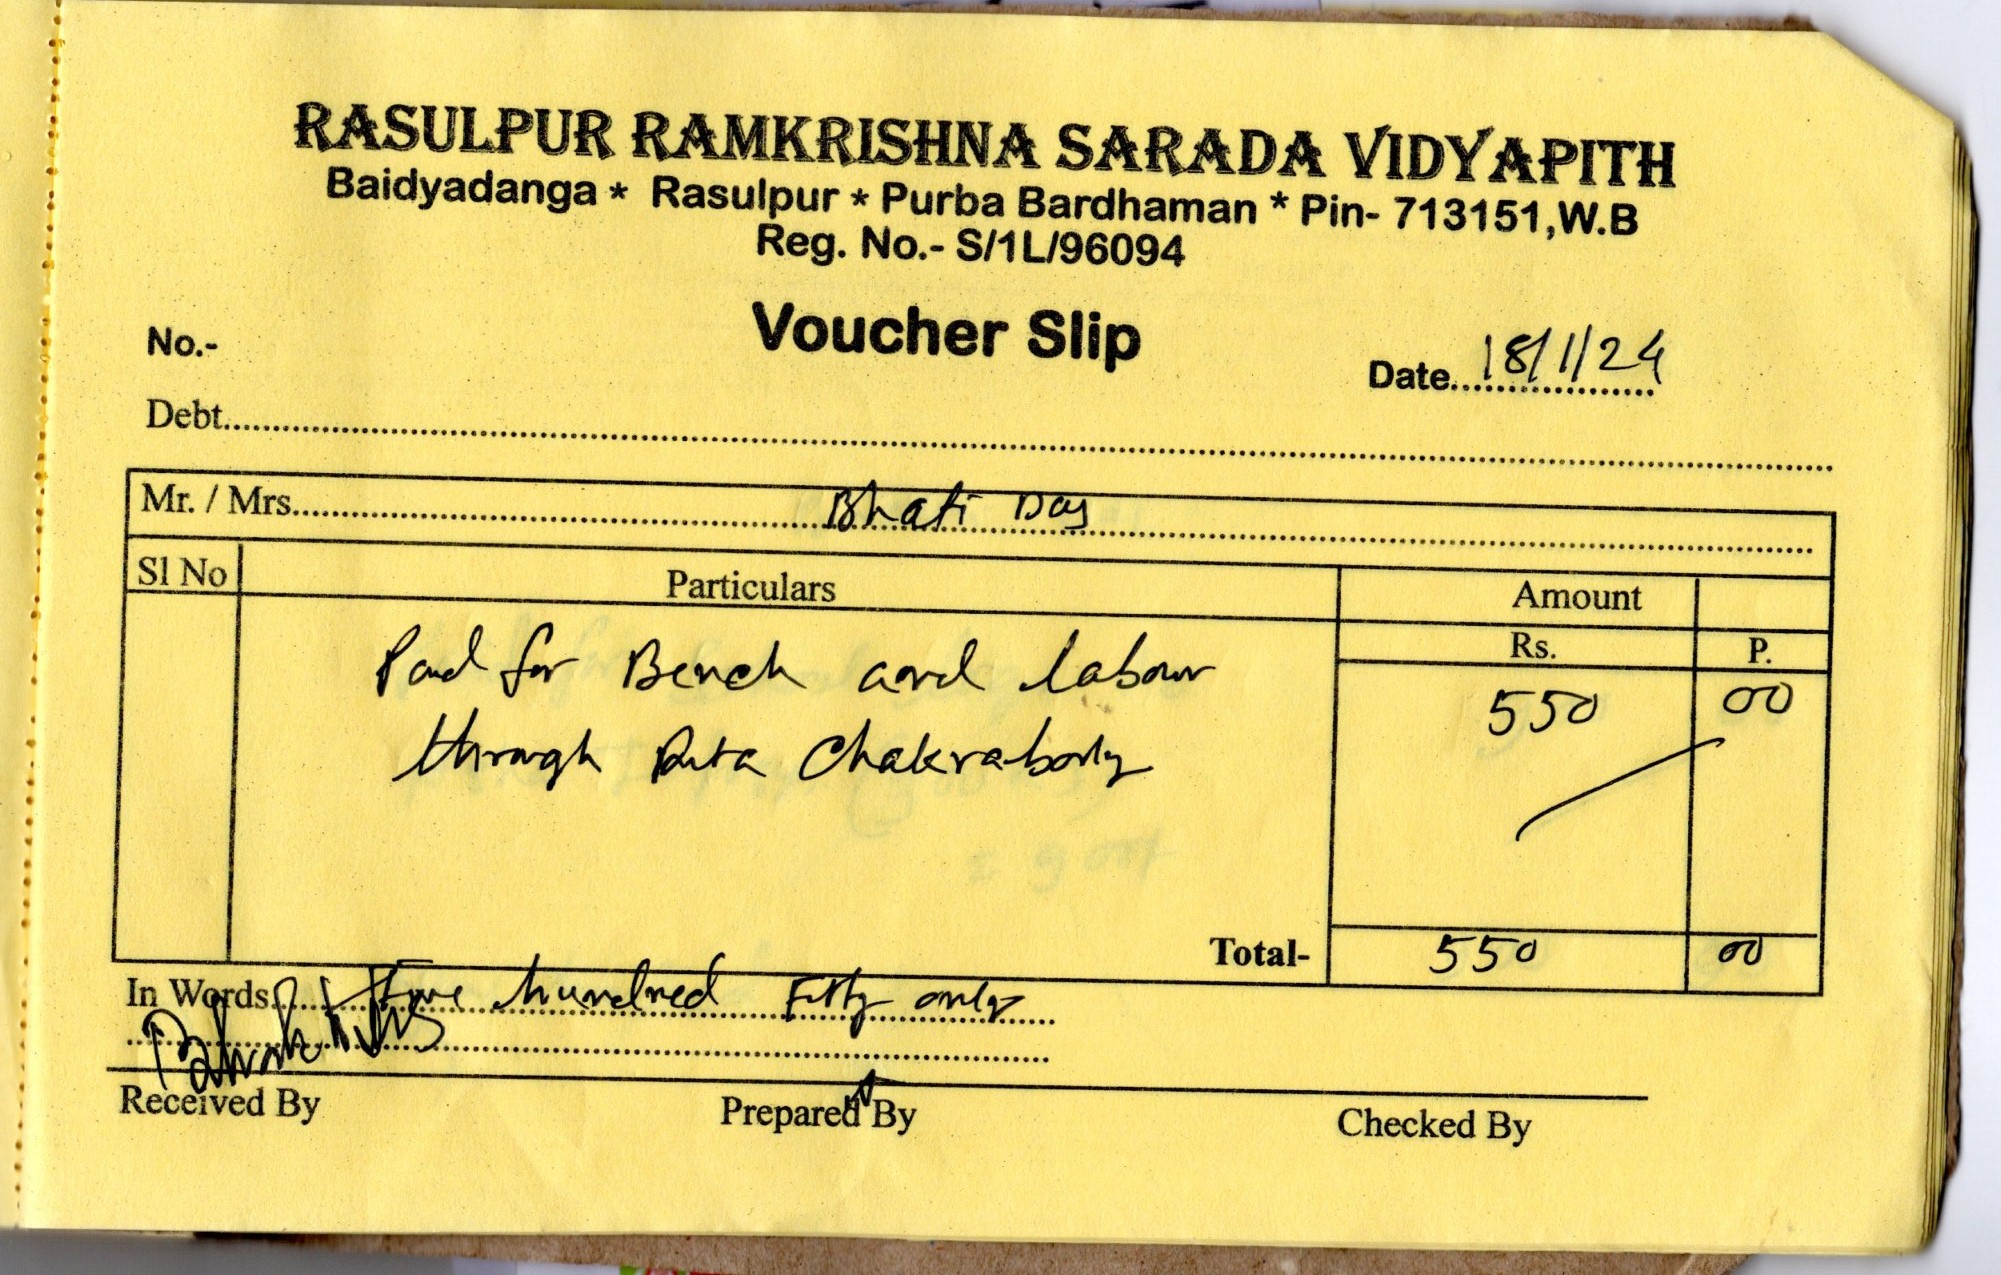 RASULPUR RAMKRISHNA SARADA VIDYAPITH
Baidyadanga * Rasulpur * Purba Bardhaman * Pin- 713151,W.B
Reg. No.- S/1L/96094
Voucher Slip
No.-
Date 18/1/24
Debt
Mr. / Mrs. Bhati Das
Sl No Particulars Amount
Rs. P.
Paid for Bench and labour 550 00
through Rita Chakraborty
Total- 550 00
In Words Five hundred Fifty only
Received By Prepared By Checked By